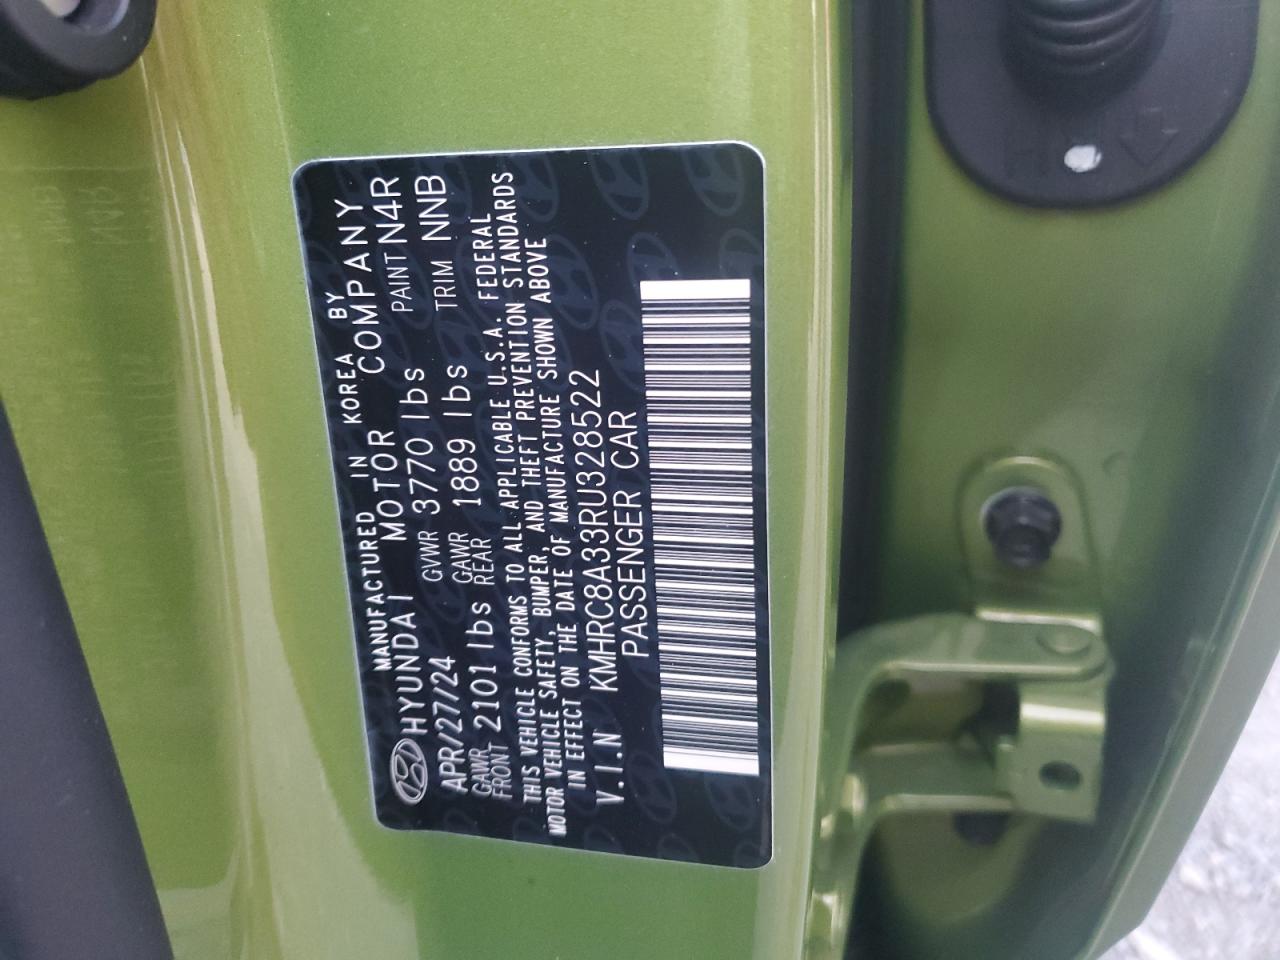 MANUFACTURED IN KOREA BY
HYUNDAI MOTOR COMPANY
APR/27/24 GVWR 3770 lbs PAINT N4R
GAWR FRONT 2101 lbs GAWR REAR 1889 lbs TRIM NNB
THIS VEHICLE CONFORMS TO ALL APPLICABLE U.S.A. FEDERAL
MOTOR VEHICLE SAFETY, BUMPER, AND THEFT PREVENTION STANDARDS
IN EFFECT ON THE DATE OF MANUFACTURE SHOWN ABOVE
V.I.N KMHRC8A33RU328522
PASSENGER CAR